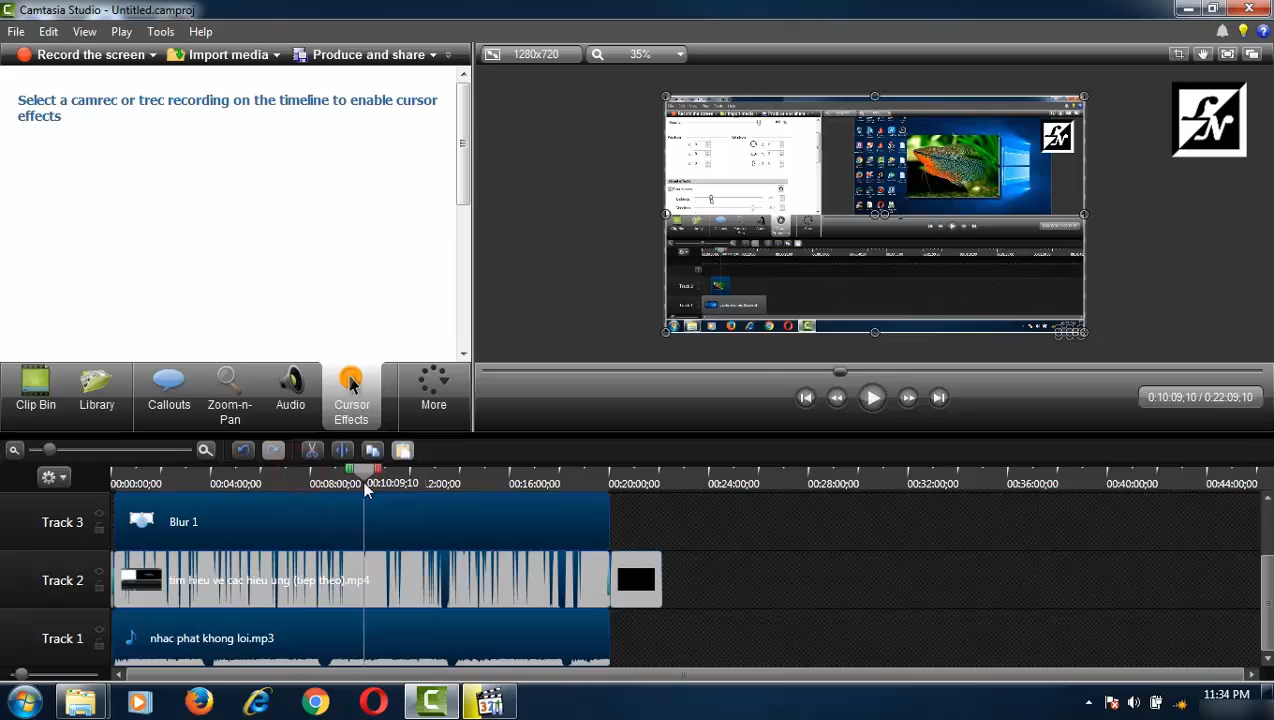 Camtasia Studio - Untitled.camproj
File Edit View Play Tools Help
Record the screen Import media Produce and share
1280x720 35%
Select a camrec or trec recording on the timeline to enable cursor
effects
Clip Bin Library Callouts Zoom-n-
Pan Audio Cursor
Effects More
0:10:09;10 / 0:22:09;10
00:00:00;00 00:04:00;00 00:08:00;00 00:10:09;10 2:00;00 00:16:00;00 00:20:00;00 00:24:00;00 00:28:00;00 00:32:00;00 00:36:00;00 00:40:00;00 00:44:00;00
Track 3 Blur 1
Track 2 tim hieu ve cac hieu ung (tiep theo).mp4
Track 1 nhac phat khong loi.mp3
321
11:34 PM